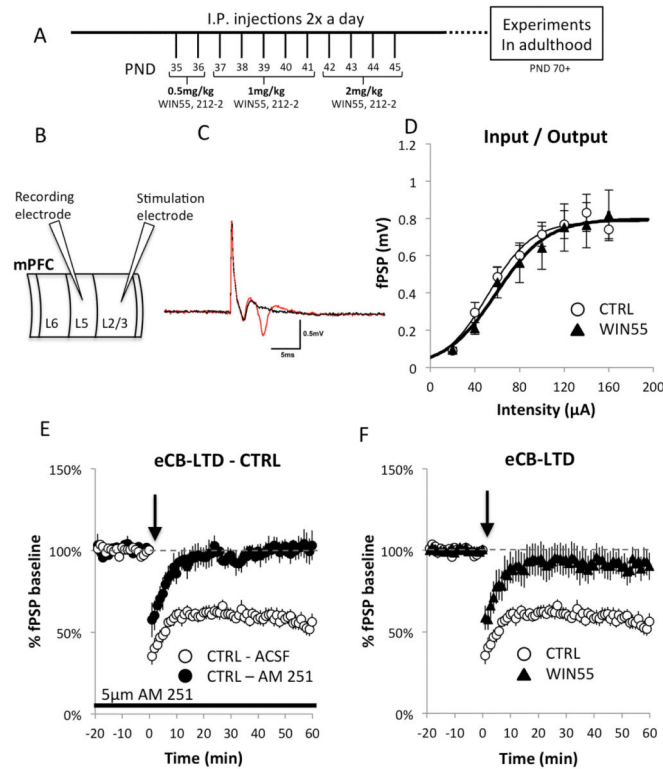 A
I.P. injections 2x a day
Experiments
In adulthood
PND 70+
PND
35 36 37 38 39 40 41 42 43 44 45
0.5mg/kg 1mg/kg 2mg/kg
WIN55, 212-2 WIN55, 212-2 WIN55, 212-2
B
Recording
electrode
Stimulation
electrode
mPFC
L6 L5 L2/3
C
0.5mV
5ms
D
Input / Output
fPSP (mV)
1.2
1
0.8
0.6
0.4
0.2
0
CTRL
WIN55
0 40 80 120 160 200
Intensity (µA)
E
eCB-LTD - CTRL
% fPSP baseline
150%
100%
50%
0%
CTRL - ACSF
CTRL – AM 251
5µm AM 251
-20 -10 0 10 20 30 40 50 60
Time (min)
F
eCB-LTD
% fPSP baseline
150%
100%
50%
0%
CTRL
WIN55
-20 -10 0 10 20 30 40 50 60
Time (min)